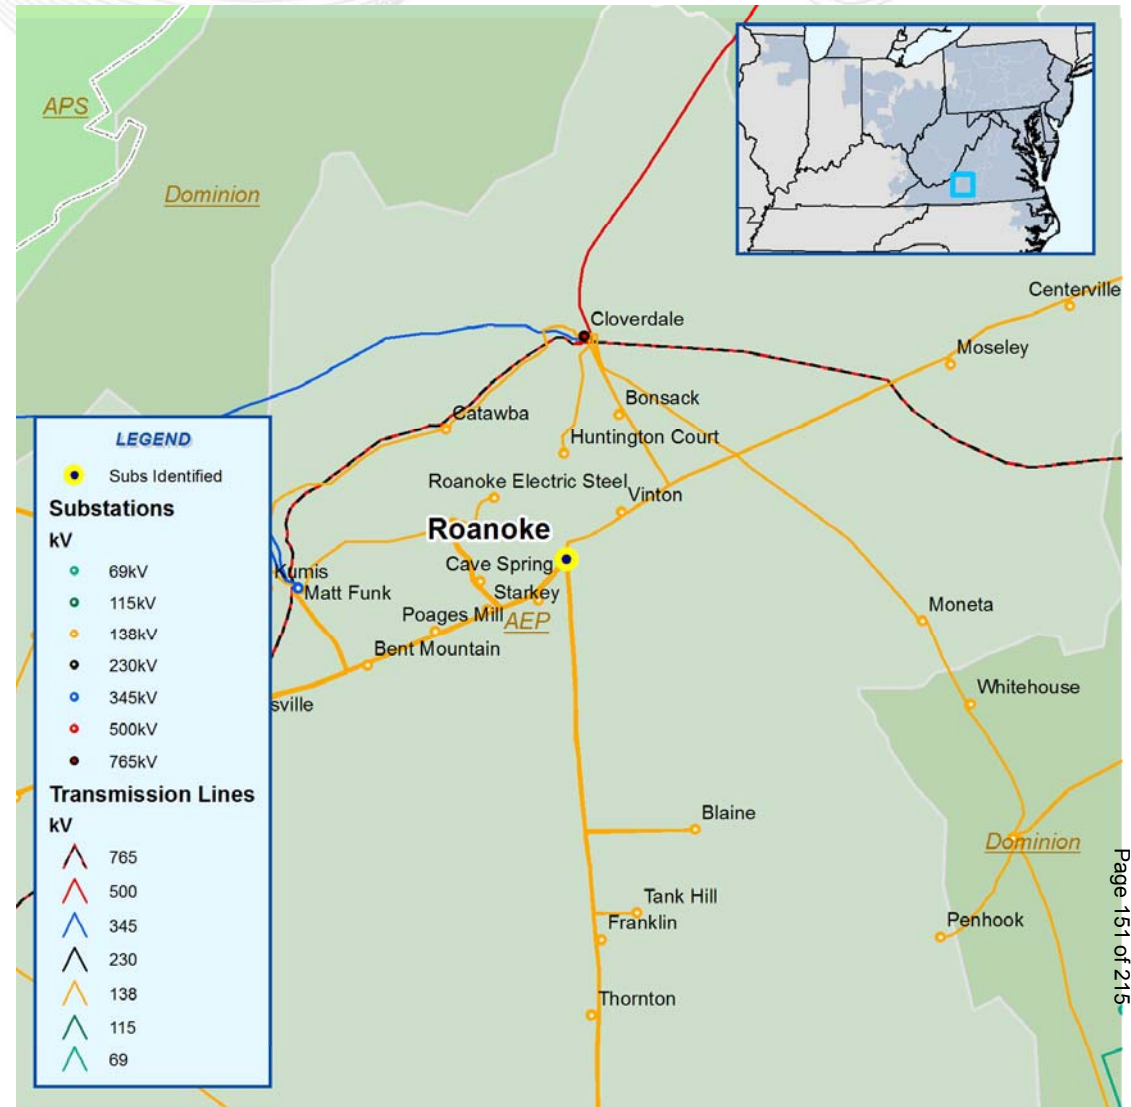 APS
Dominion
Cloverdale
Centerville
Moseley
Bonsack
Catawba
Huntington Court
Roanoke Electric Steel
Vinton
Roanoke
Cave Spring
Kumis
Matt Funk
Starkey
Poages Mill
AEP
Moneta
Bent Mountain
Whitehouse
sville
Blaine
Dominion
Tank Hill
Franklin
Penhook
Thornton
LEGEND
Subs Identified
Substations
kV
69kV
115kV
138kV
230kV
345kV
500kV
765kV
Transmission Lines
kV
765
500
345
230
138
115
69
Page 151 of 215